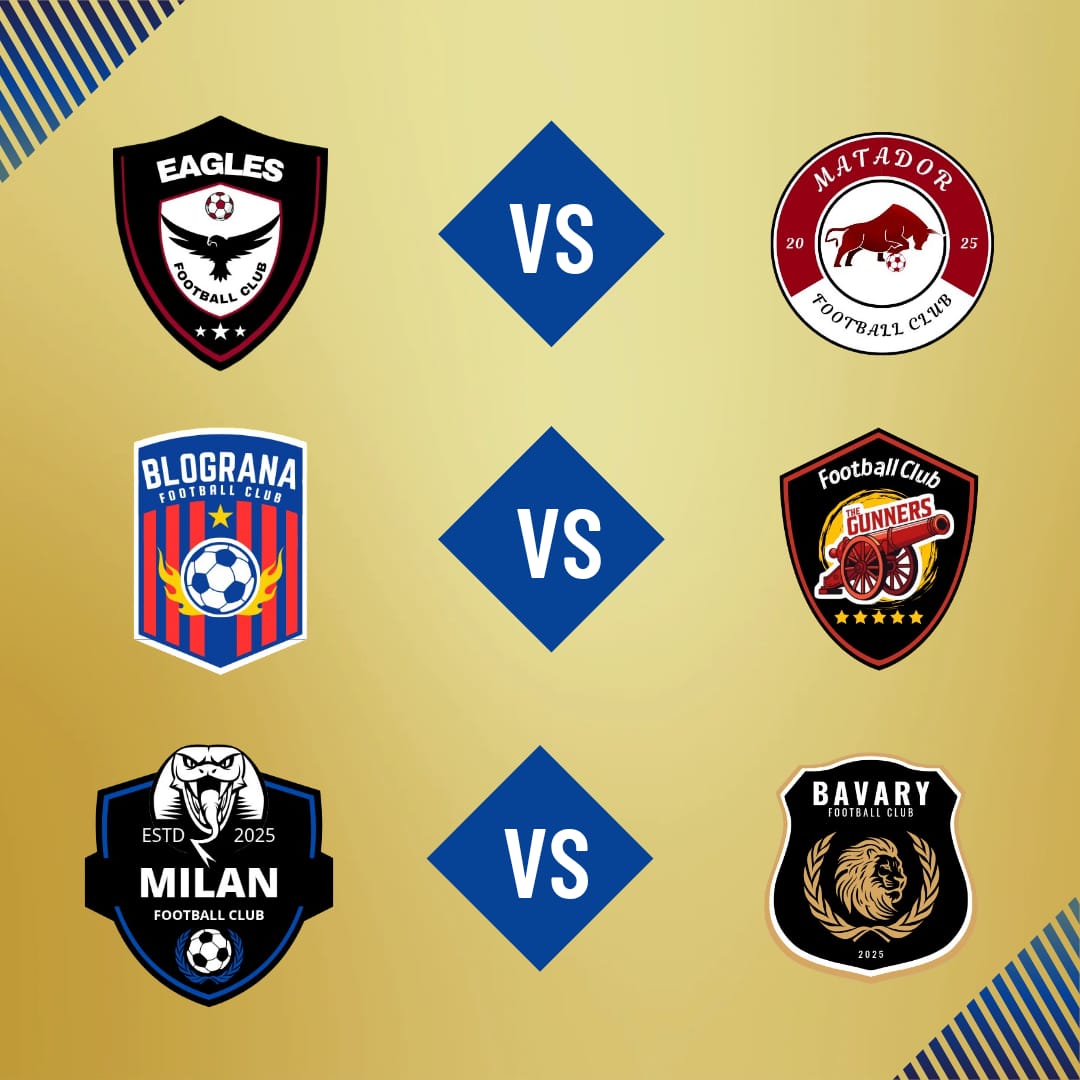 EAGLES
FOOTBALL CLUB
VS
MATADOR
20 25
FOOTBALL CLUB
BLOGRANA
FOOTBALL CLUB
VS
Football Club
THE
GUNNERS
ESTD 2025
MILAN
FOOTBALL CLUB
VS
BAVARY
FOOTBALL CLUB
2025